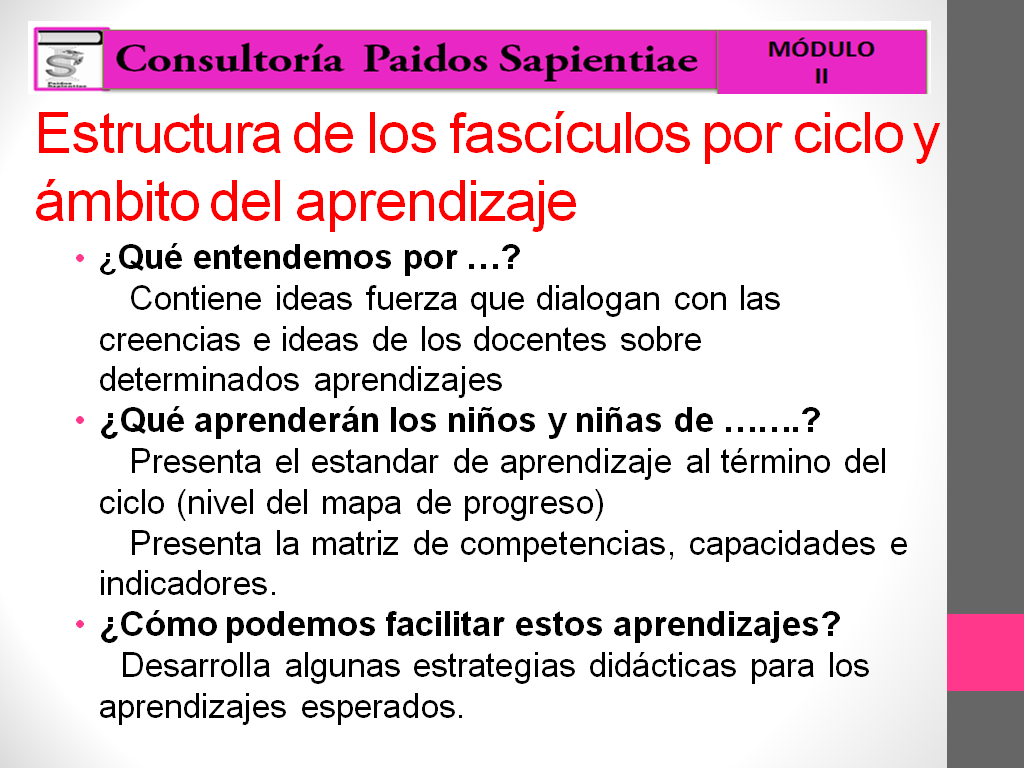 Consultoría Paidos Sapientiae
MÓDULO
II
Paidos
Sapientiae
Estructura de los fascículos por ciclo y
ámbito del aprendizaje
• ¿Qué entendemos por …?
Contiene ideas fuerza que dialogan con las
creencias e ideas de los docentes sobre
determinados aprendizajes
• ¿Qué aprenderán los niños y niñas de …….?
Presenta el estandar de aprendizaje al término del
ciclo (nivel del mapa de progreso)
Presenta la matriz de competencias, capacidades e
indicadores.
• ¿Cómo podemos facilitar estos aprendizajes?
Desarrolla algunas estrategias didácticas para los
aprendizajes esperados.